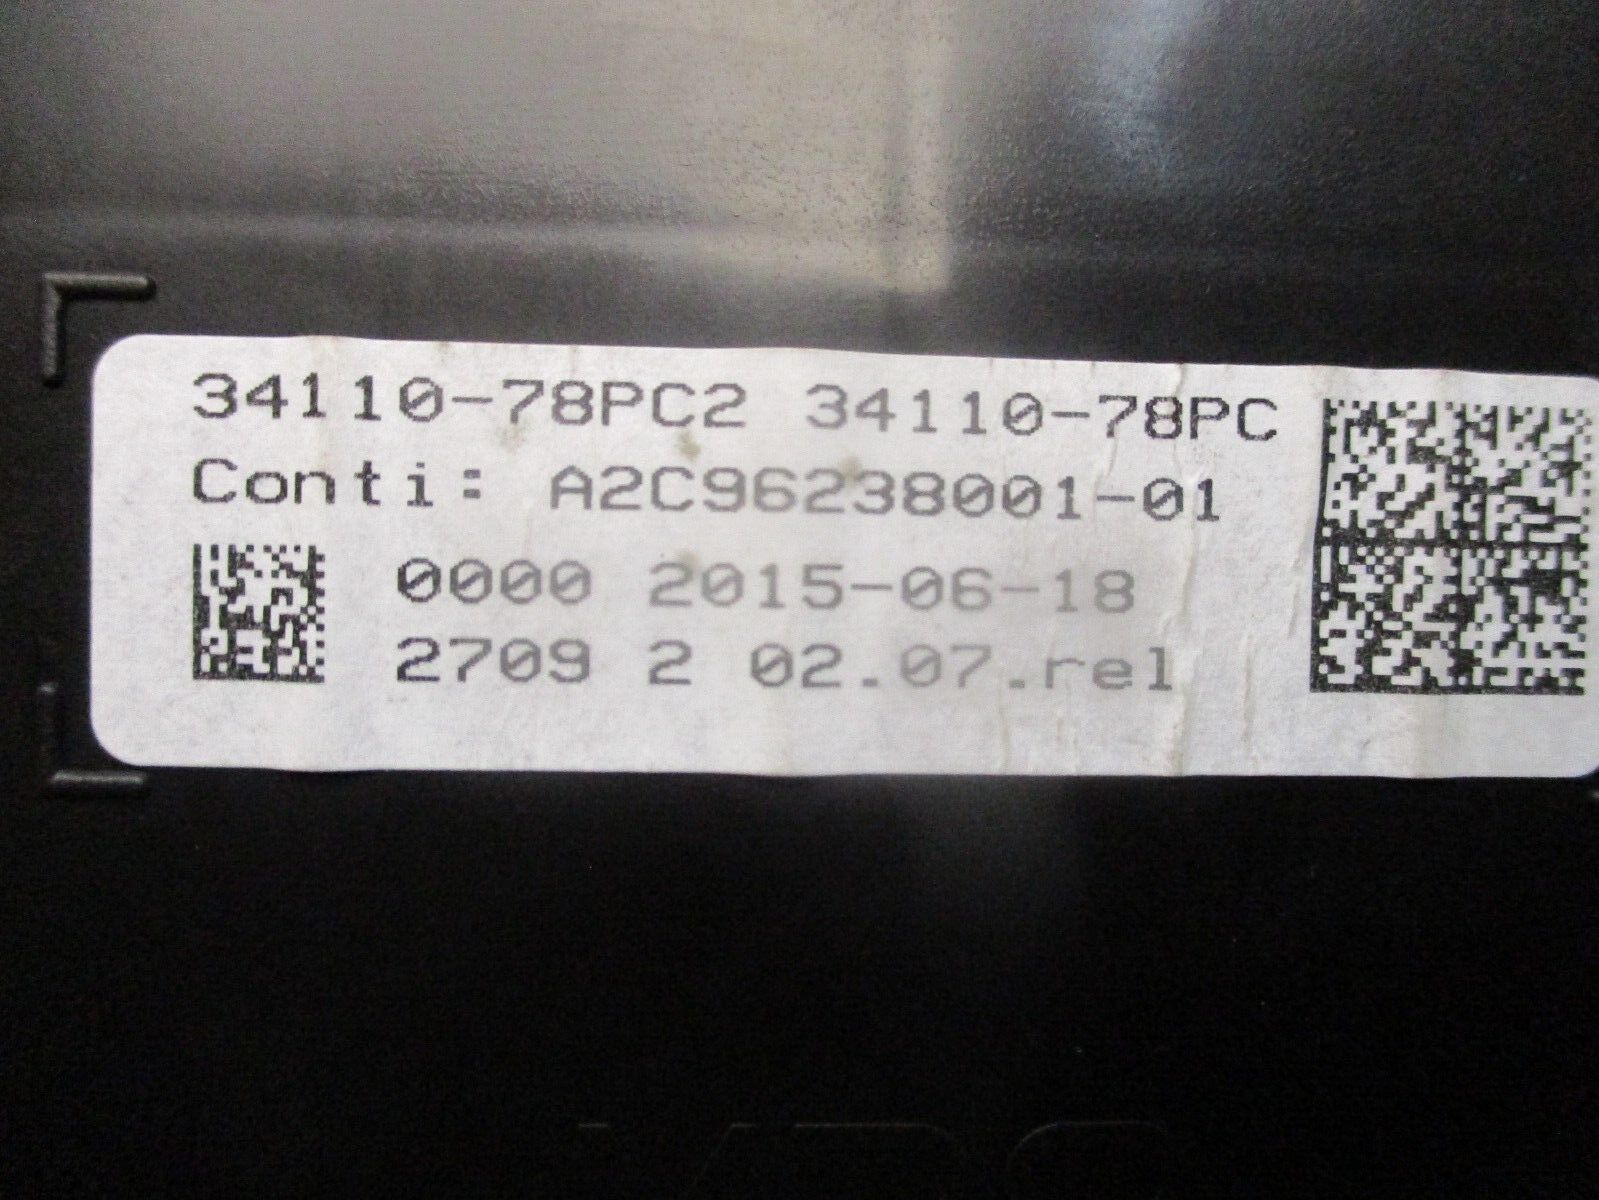 34110-78PC2 34110-78PC
Conti: A2C96238001-01
0000 2015-06-18
2709 2 02.07.rel